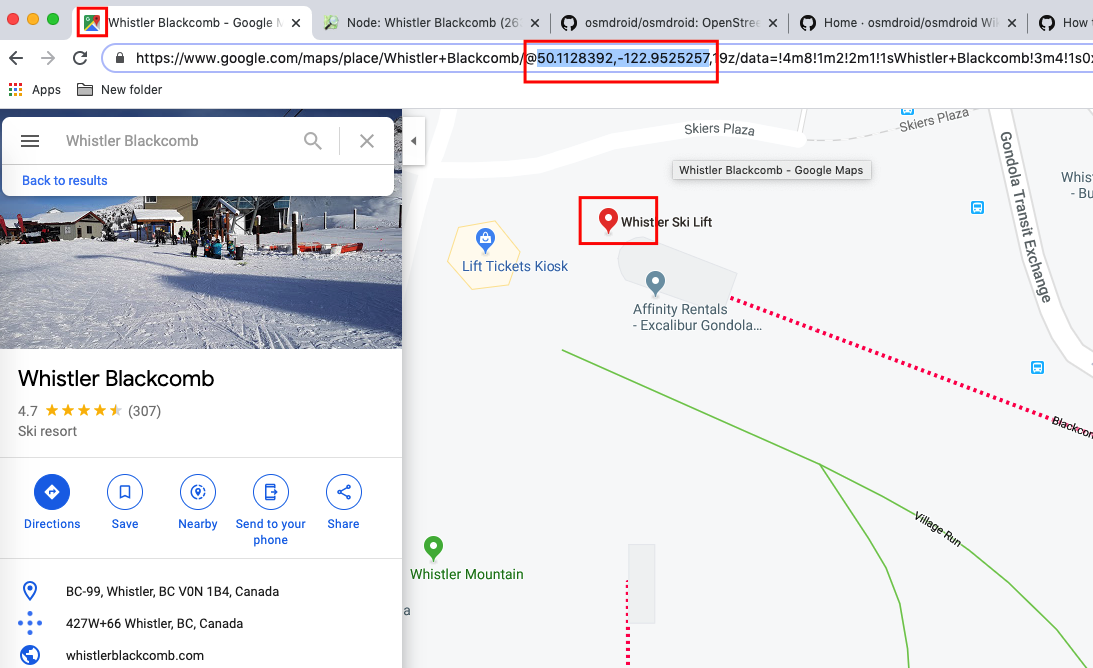 Whistler Blackcomb - Google M
Node: Whistler Blackcomb (26
osmdroid/osmdroid: OpenStree
Home · osmdroid/osmdroid Wik
How t
https://www.google.com/maps/place/Whistler+Blackcomb/@50.1128392,-122.9525257,19z/data=!4m8!1m2!2m1!1sWhistler+Blackcomb!3m4!1s0x
Apps
New folder
Whistler Blackcomb
Back to results
Whistler Blackcomb
4.7 (307)
Ski resort
Directions
Save
Nearby
Send to your
phone
Share
BC-99, Whistler, BC V0N 1B4, Canada
427W+66 Whistler, BC, Canada
whistlerblackcomb.com
Skiers Plaza
Skiers Plaza
Whistler Blackcomb - Google Maps
Gondola Transit Exchange
Whist
- Bu
Whistler Ski Lift
Lift Tickets Kiosk
Affinity Rentals
- Excalibur Gondola...
Blackcom
Village Run
Whistler Mountain
a